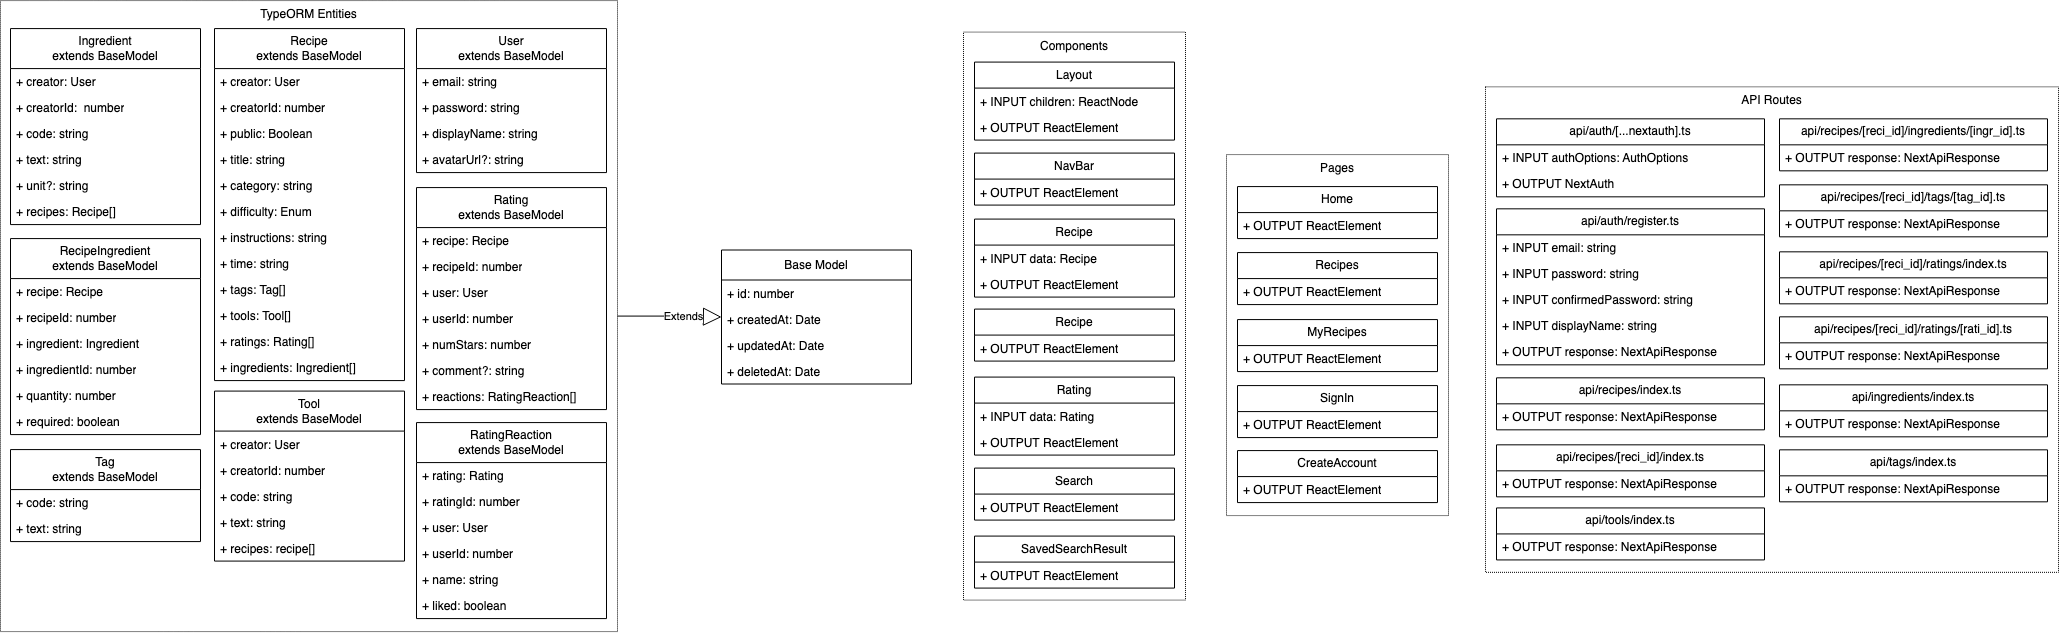 TypeORM Entities
Ingredient
extends BaseModel
+ creator: User
+ creatorId:  number
+ code: string
+ text: string
+ unit?: string
+ recipes: Recipe[]
RecipeIngredient
extends BaseModel
+ recipe: Recipe
+ recipeId: number
+ ingredient: Ingredient
+ ingredientId: number
+ quantity: number
+ required: boolean
Tag
extends BaseModel
+ code: string
+ text: string
Recipe
extends BaseModel
+ creator: User
+ creatorId: number
+ public: Boolean
+ title: string
+ category: string
+ difficulty: Enum
+ instructions: string
+ time: string
+ tags: Tag[]
+ tools: Tool[]
+ ratings: Rating[]
+ ingredients: Ingredient[]
Tool
extends BaseModel
+ creator: User
+ creatorId: number
+ code: string
+ text: string
+ recipes: recipe[]
User
extends BaseModel
+ email: string
+ password: string
+ displayName: string
+ avatarUrl?: string
Rating
extends BaseModel
+ recipe: Recipe
+ recipeId: number
+ user: User
+ userId: number
+ numStars: number
+ comment?: string
+ reactions: RatingReaction[]
RatingReaction
extends BaseModel
+ rating: Rating
+ ratingId: number
+ user: User
+ userId: number
+ name: string
+ liked: boolean
Extends
Base Model
+ id: number
+ createdAt: Date
+ updatedAt: Date
+ deletedAt: Date
Components
Layout
+ INPUT children: ReactNode
+ OUTPUT ReactElement
NavBar
+ OUTPUT ReactElement
Recipe
+ INPUT data: Recipe
+ OUTPUT ReactElement
Recipe
+ OUTPUT ReactElement
Rating
+ INPUT data: Rating
+ OUTPUT ReactElement
Search
+ OUTPUT ReactElement
SavedSearchResult
+ OUTPUT ReactElement
Pages
Home
+ OUTPUT ReactElement
Recipes
+ OUTPUT ReactElement
MyRecipes
+ OUTPUT ReactElement
SignIn
+ OUTPUT ReactElement
CreateAccount
+ OUTPUT ReactElement
API Routes
api/auth/[...nextauth].ts
+ INPUT authOptions: AuthOptions
+ OUTPUT NextAuth
api/auth/register.ts
+ INPUT email: string
+ INPUT password: string
+ INPUT confirmedPassword: string
+ INPUT displayName: string
+ OUTPUT response: NextApiResponse
api/recipes/index.ts
+ OUTPUT response: NextApiResponse
api/recipes/[reci_id]/index.ts
+ OUTPUT response: NextApiResponse
api/tools/index.ts
+ OUTPUT response: NextApiResponse
api/recipes/[reci_id]/ingredients/[ingr_id].ts
+ OUTPUT response: NextApiResponse
api/recipes/[reci_id]/tags/[tag_id].ts
+ OUTPUT response: NextApiResponse
api/recipes/[reci_id]/ratings/index.ts
+ OUTPUT response: NextApiResponse
api/recipes/[reci_id]/ratings/[rati_id].ts
+ OUTPUT response: NextApiResponse
api/ingredients/index.ts
+ OUTPUT response: NextApiResponse
api/tags/index.ts
+ OUTPUT response: NextApiResponse